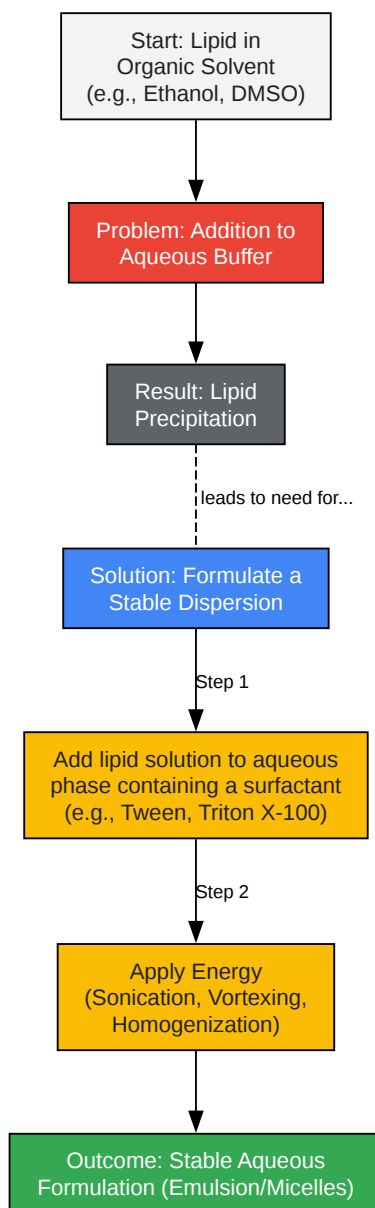 Start: Lipid in
Organic Solvent
(e.g., Ethanol, DMSO)
Problem: Addition to
Aqueous Buffer
Result: Lipid
Precipitation
leads to need for...
Solution: Formulate a
Stable Dispersion
Step 1
Add lipid solution to aqueous
phase containing a surfactant
(e.g., Tween, Triton X-100)
Step 2
Apply Energy
(Sonication, Vortexing,
Homogenization)
Outcome: Stable Aqueous
Formulation (Emulsion/Micelles)